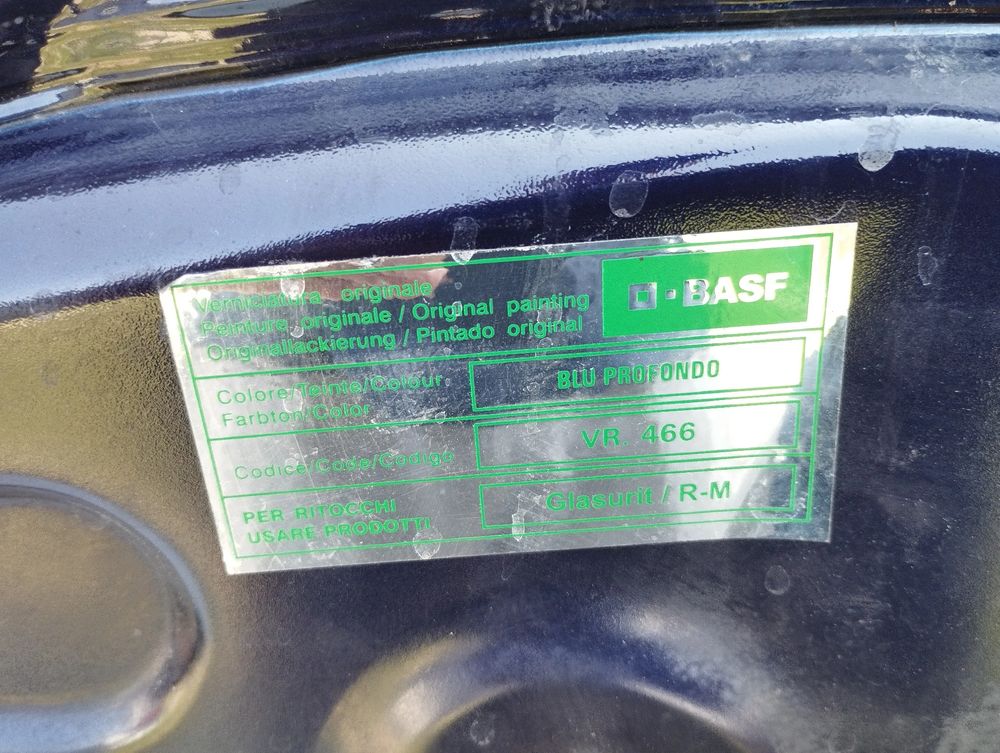 Verniciatura originale
Peinture originale / Original painting
Originallackierung / Pintado original
BASF
Colore/Teinte/Colour
Farbton/Color
BLU PROFONDO
Codice/Code/Codigo
VR. 466
PER RITOCCHI
USARE PRODOTTI
Glasurit / R-M